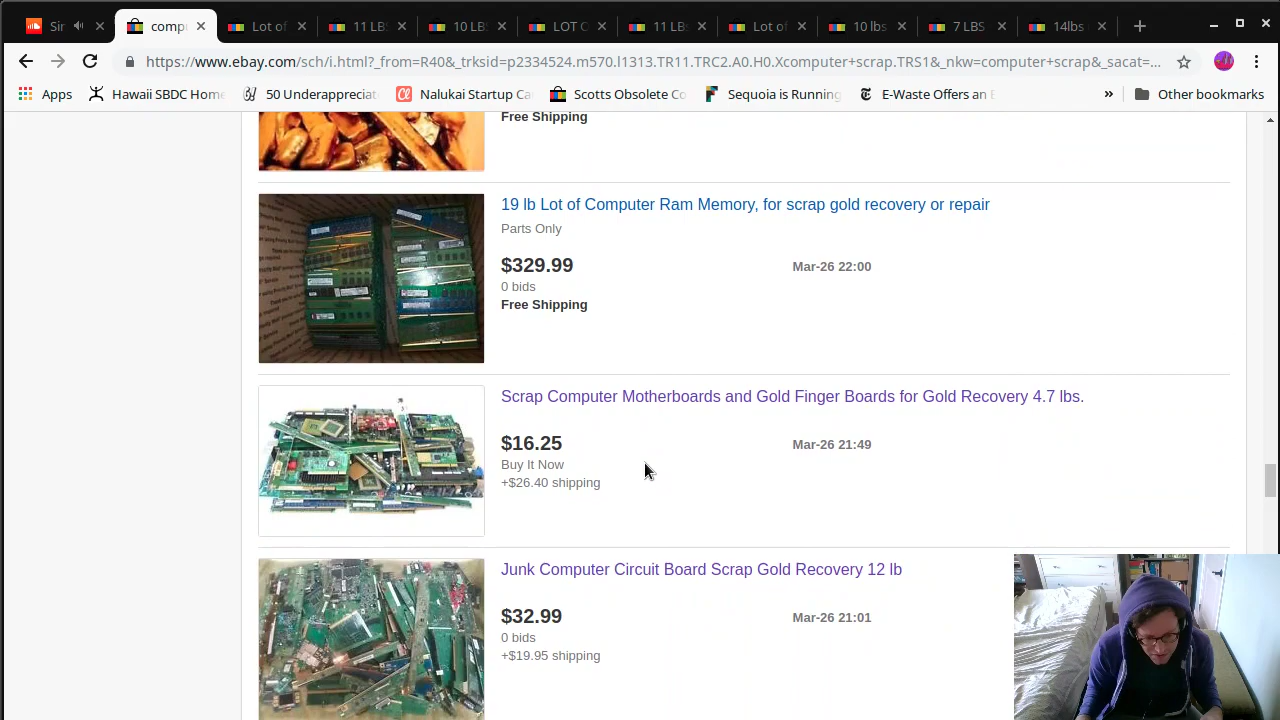 Sir
comp
Lot of
11 LBS
10 LBS
LOT O
11 LBS
Lot of
10 lbs
7 LBS
14lbs
https://www.ebay.com/sch/i.html?_from=R40&_trksid=p2334524.m570.l1313.TR11.TRC2.A0.H0.Xcomputer+scrap.TRS1&_nkw=computer+scrap&_sacat=...
Apps
Hawaii SBDC Hom
50 Underappreciat
Nalukai Startup Ca
Scotts Obsolete Co
Sequoia is Running
E-Waste Offers an E
»
Other bookmarks
Free Shipping
19 lb Lot of Computer Ram Memory, for scrap gold recovery or repair
Parts Only
$329.99
Mar-26 22:00
0 bids
Free Shipping
Scrap Computer Motherboards and Gold Finger Boards for Gold Recovery 4.7 lbs.
$16.25
Mar-26 21:49
Buy It Now
+$26.40 shipping
Junk Computer Circuit Board Scrap Gold Recovery 12 lb
$32.99
Mar-26 21:01
0 bids
+$19.95 shipping